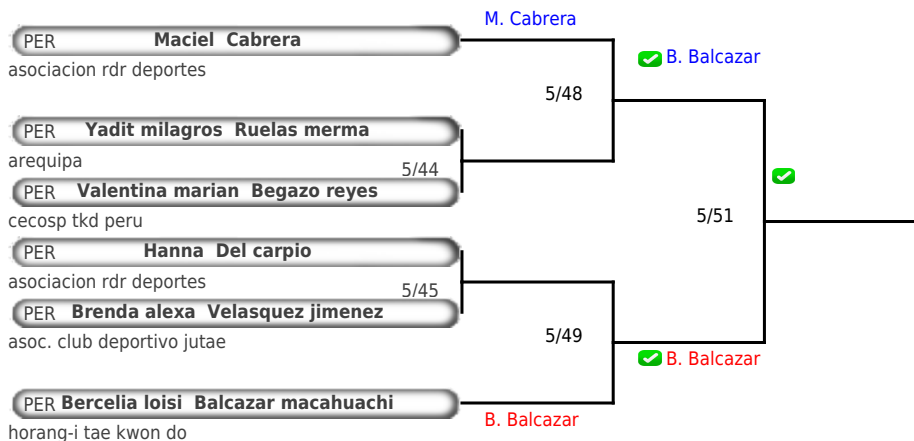 M. Cabrera
PER Maciel Cabrera
asociacion rdr deportes
B. Balcazar
5/48
PER Yadit milagros Ruelas merma
arequipa
5/44
PER Valentina marian Begazo reyes
cecosp tkd peru
5/51
PER Hanna Del carpio
asociacion rdr deportes
5/45
PER Brenda alexa Velasquez jimenez
asoc. club deportivo jutae
5/49
B. Balcazar
PER Bercelia loisi Balcazar macahuachi
B. Balcazar
horang-i tae kwon do